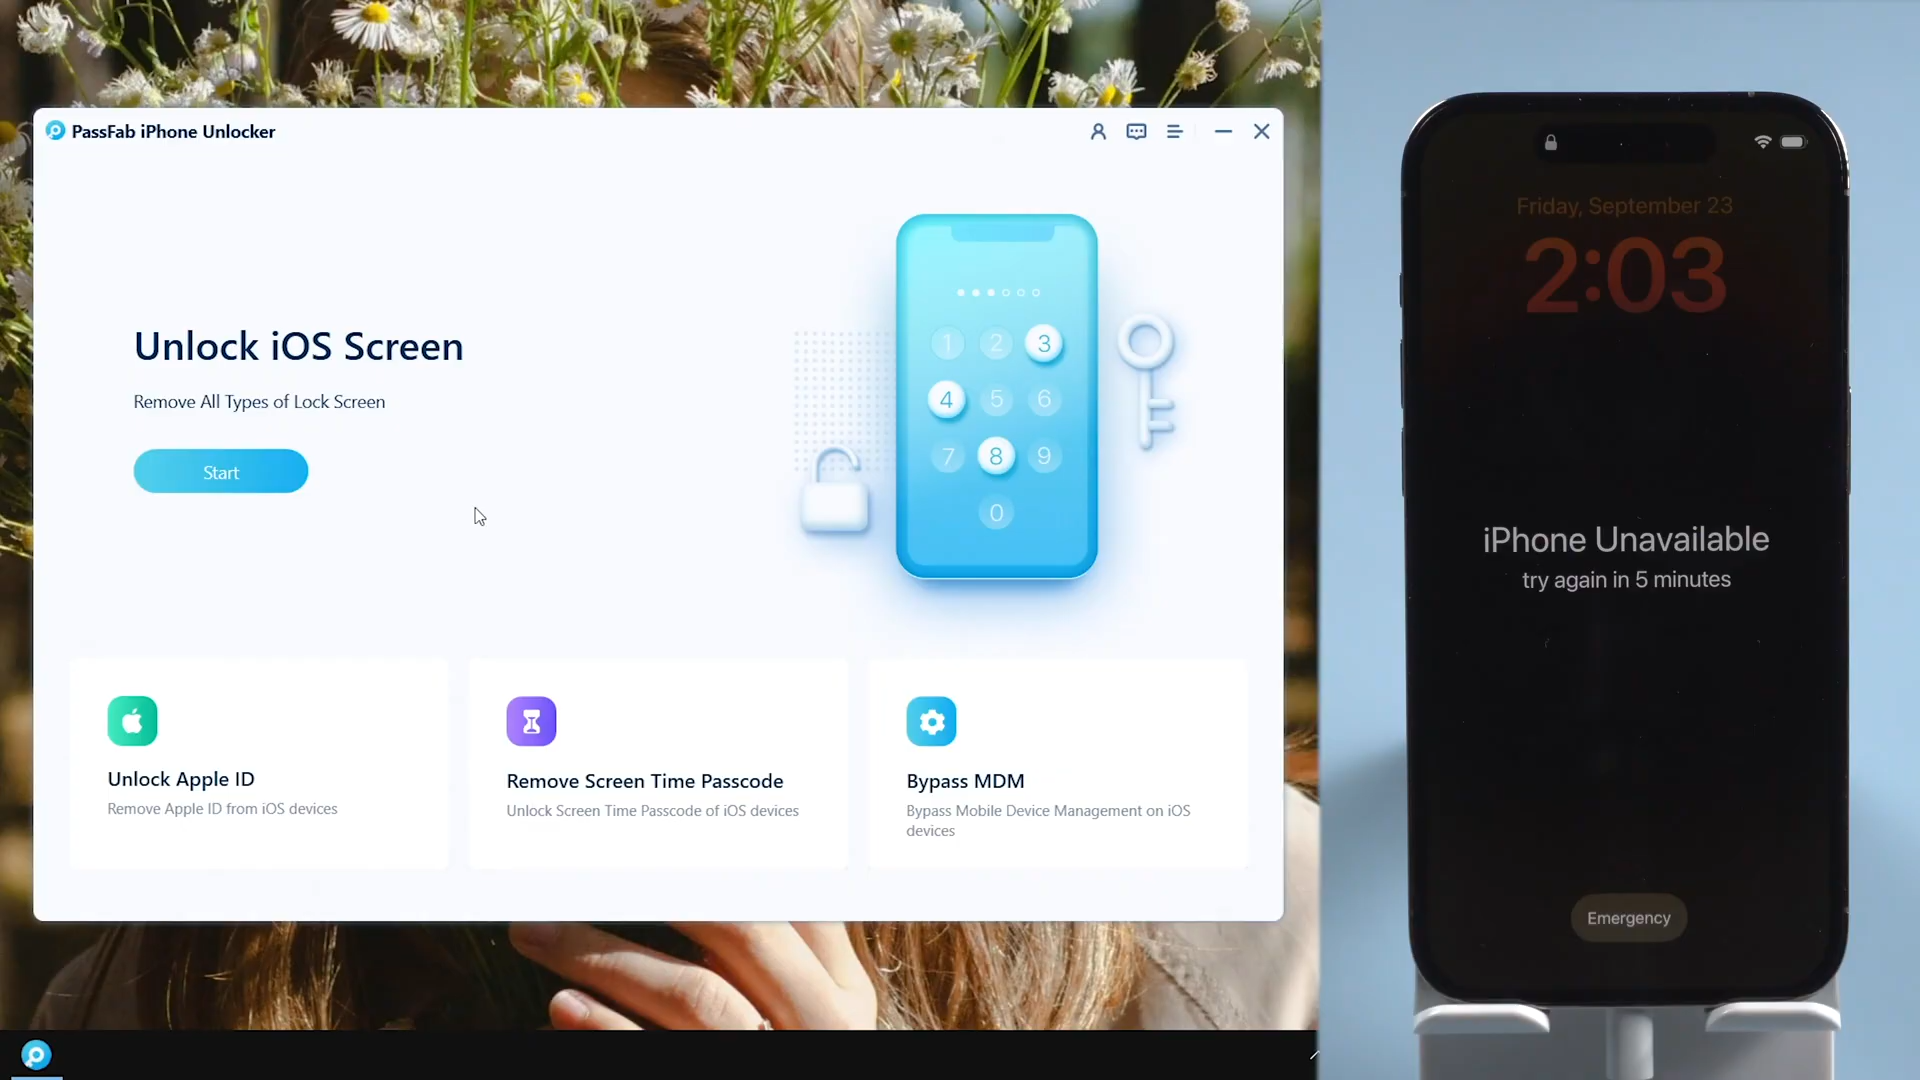 PassFab iPhone Unlocker
Unlock iOS Screen
Remove All Types of Lock Screen
Start
1 2 3
4 5 6
7 8 9
0
Unlock Apple ID
Remove Apple ID from iOS devices
Remove Screen Time Passcode
Unlock Screen Time Passcode of iOS devices
Bypass MDM
Bypass Mobile Device Management on iOS
devices
Friday, September 23
2:03
iPhone Unavailable
try again in 5 minutes
Emergency